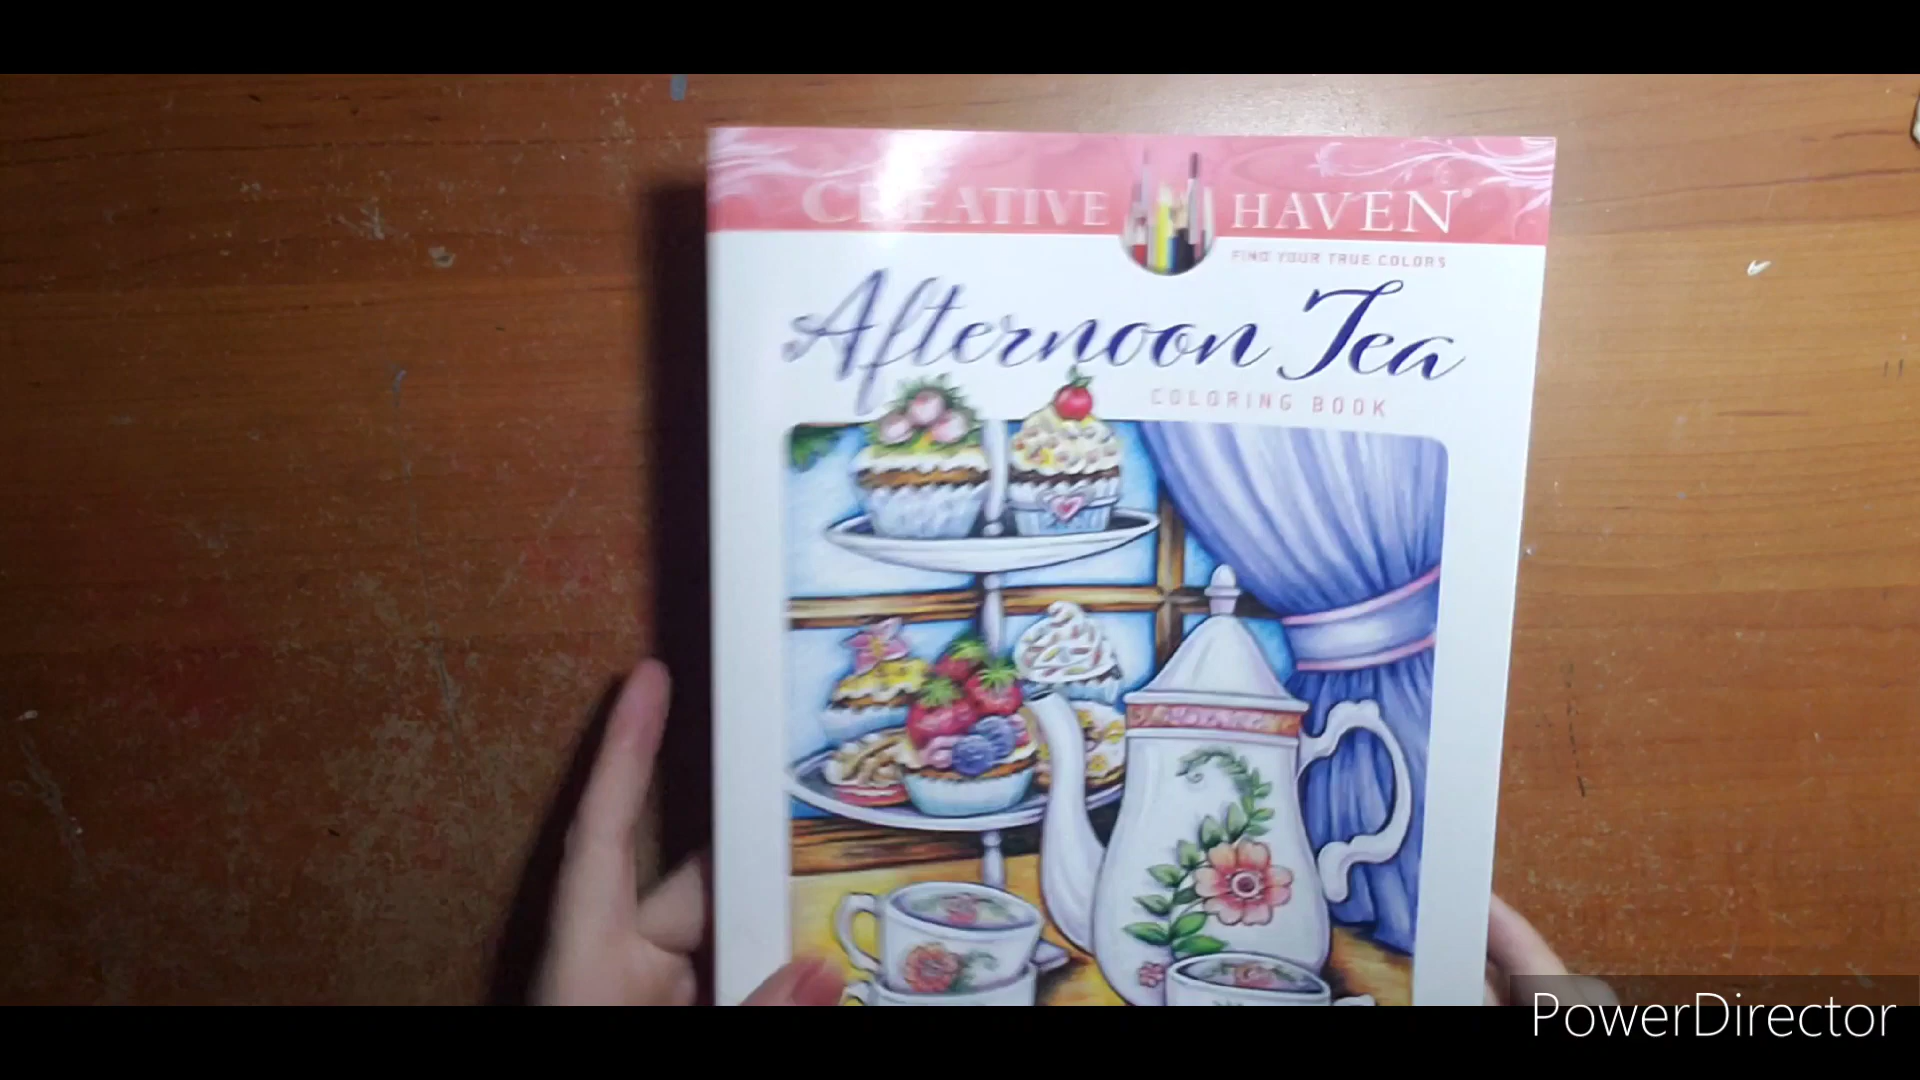 CREATIVE HAVEN®
FIND YOUR TRUE COLORS
Afternoon Tea
COLORING BOOK
PowerDirector